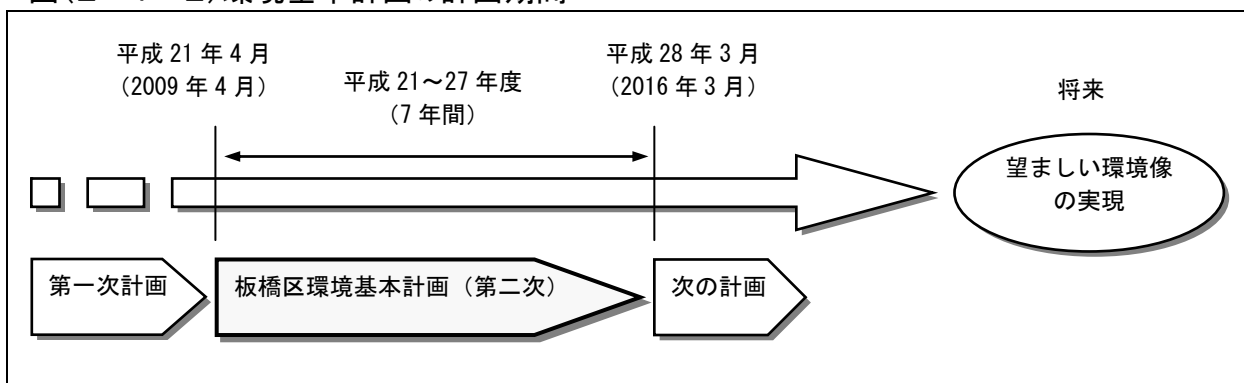 平成 21 年 4 月
（2009 年 4 月）
平成 21～27 年度
（7 年間）
平成 28 年 3 月
（2016 年 3 月）
将来
望ましい環境像
の実現
第一次計画
板橋区環境基本計画（第二次）
次の計画